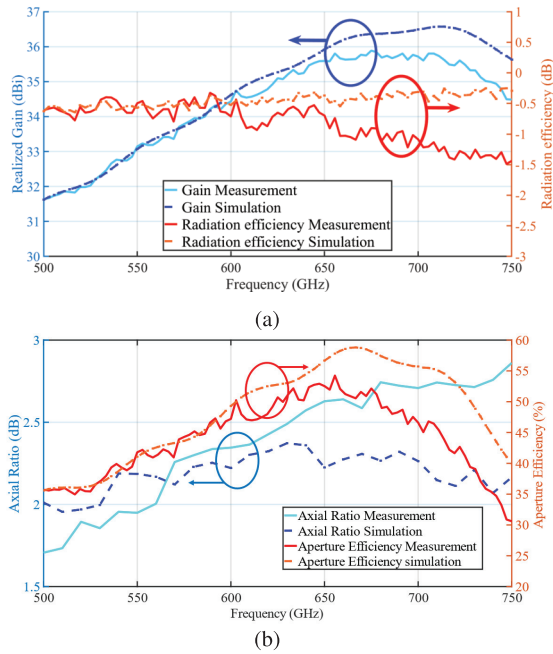 37
36
35
34
33
32
31
30
Realized Gain (dBi)
1
0.5
0
-0.5
-1
-1.5
-2
-2.5
-3
Radiation efficiency (dB)
Gain Measurement
Gain Simulation
Radiation efficiency Measurement
Radiation efficiency Simulation
500 550 600 650 700 750
Frequency (GHz)
(a)
3
2.5
2
1.5
Axial Ratio (dB)
60
55
50
45
40
35
30
25
20
Aperture Efficiency (%)
Axial Ratio Measurement
Axial Ratio Simulation
Aperture Efficiency Measurement
Aperture Efficiency simulation
500 550 600 650 700 750
Frequency (GHz)
(b)